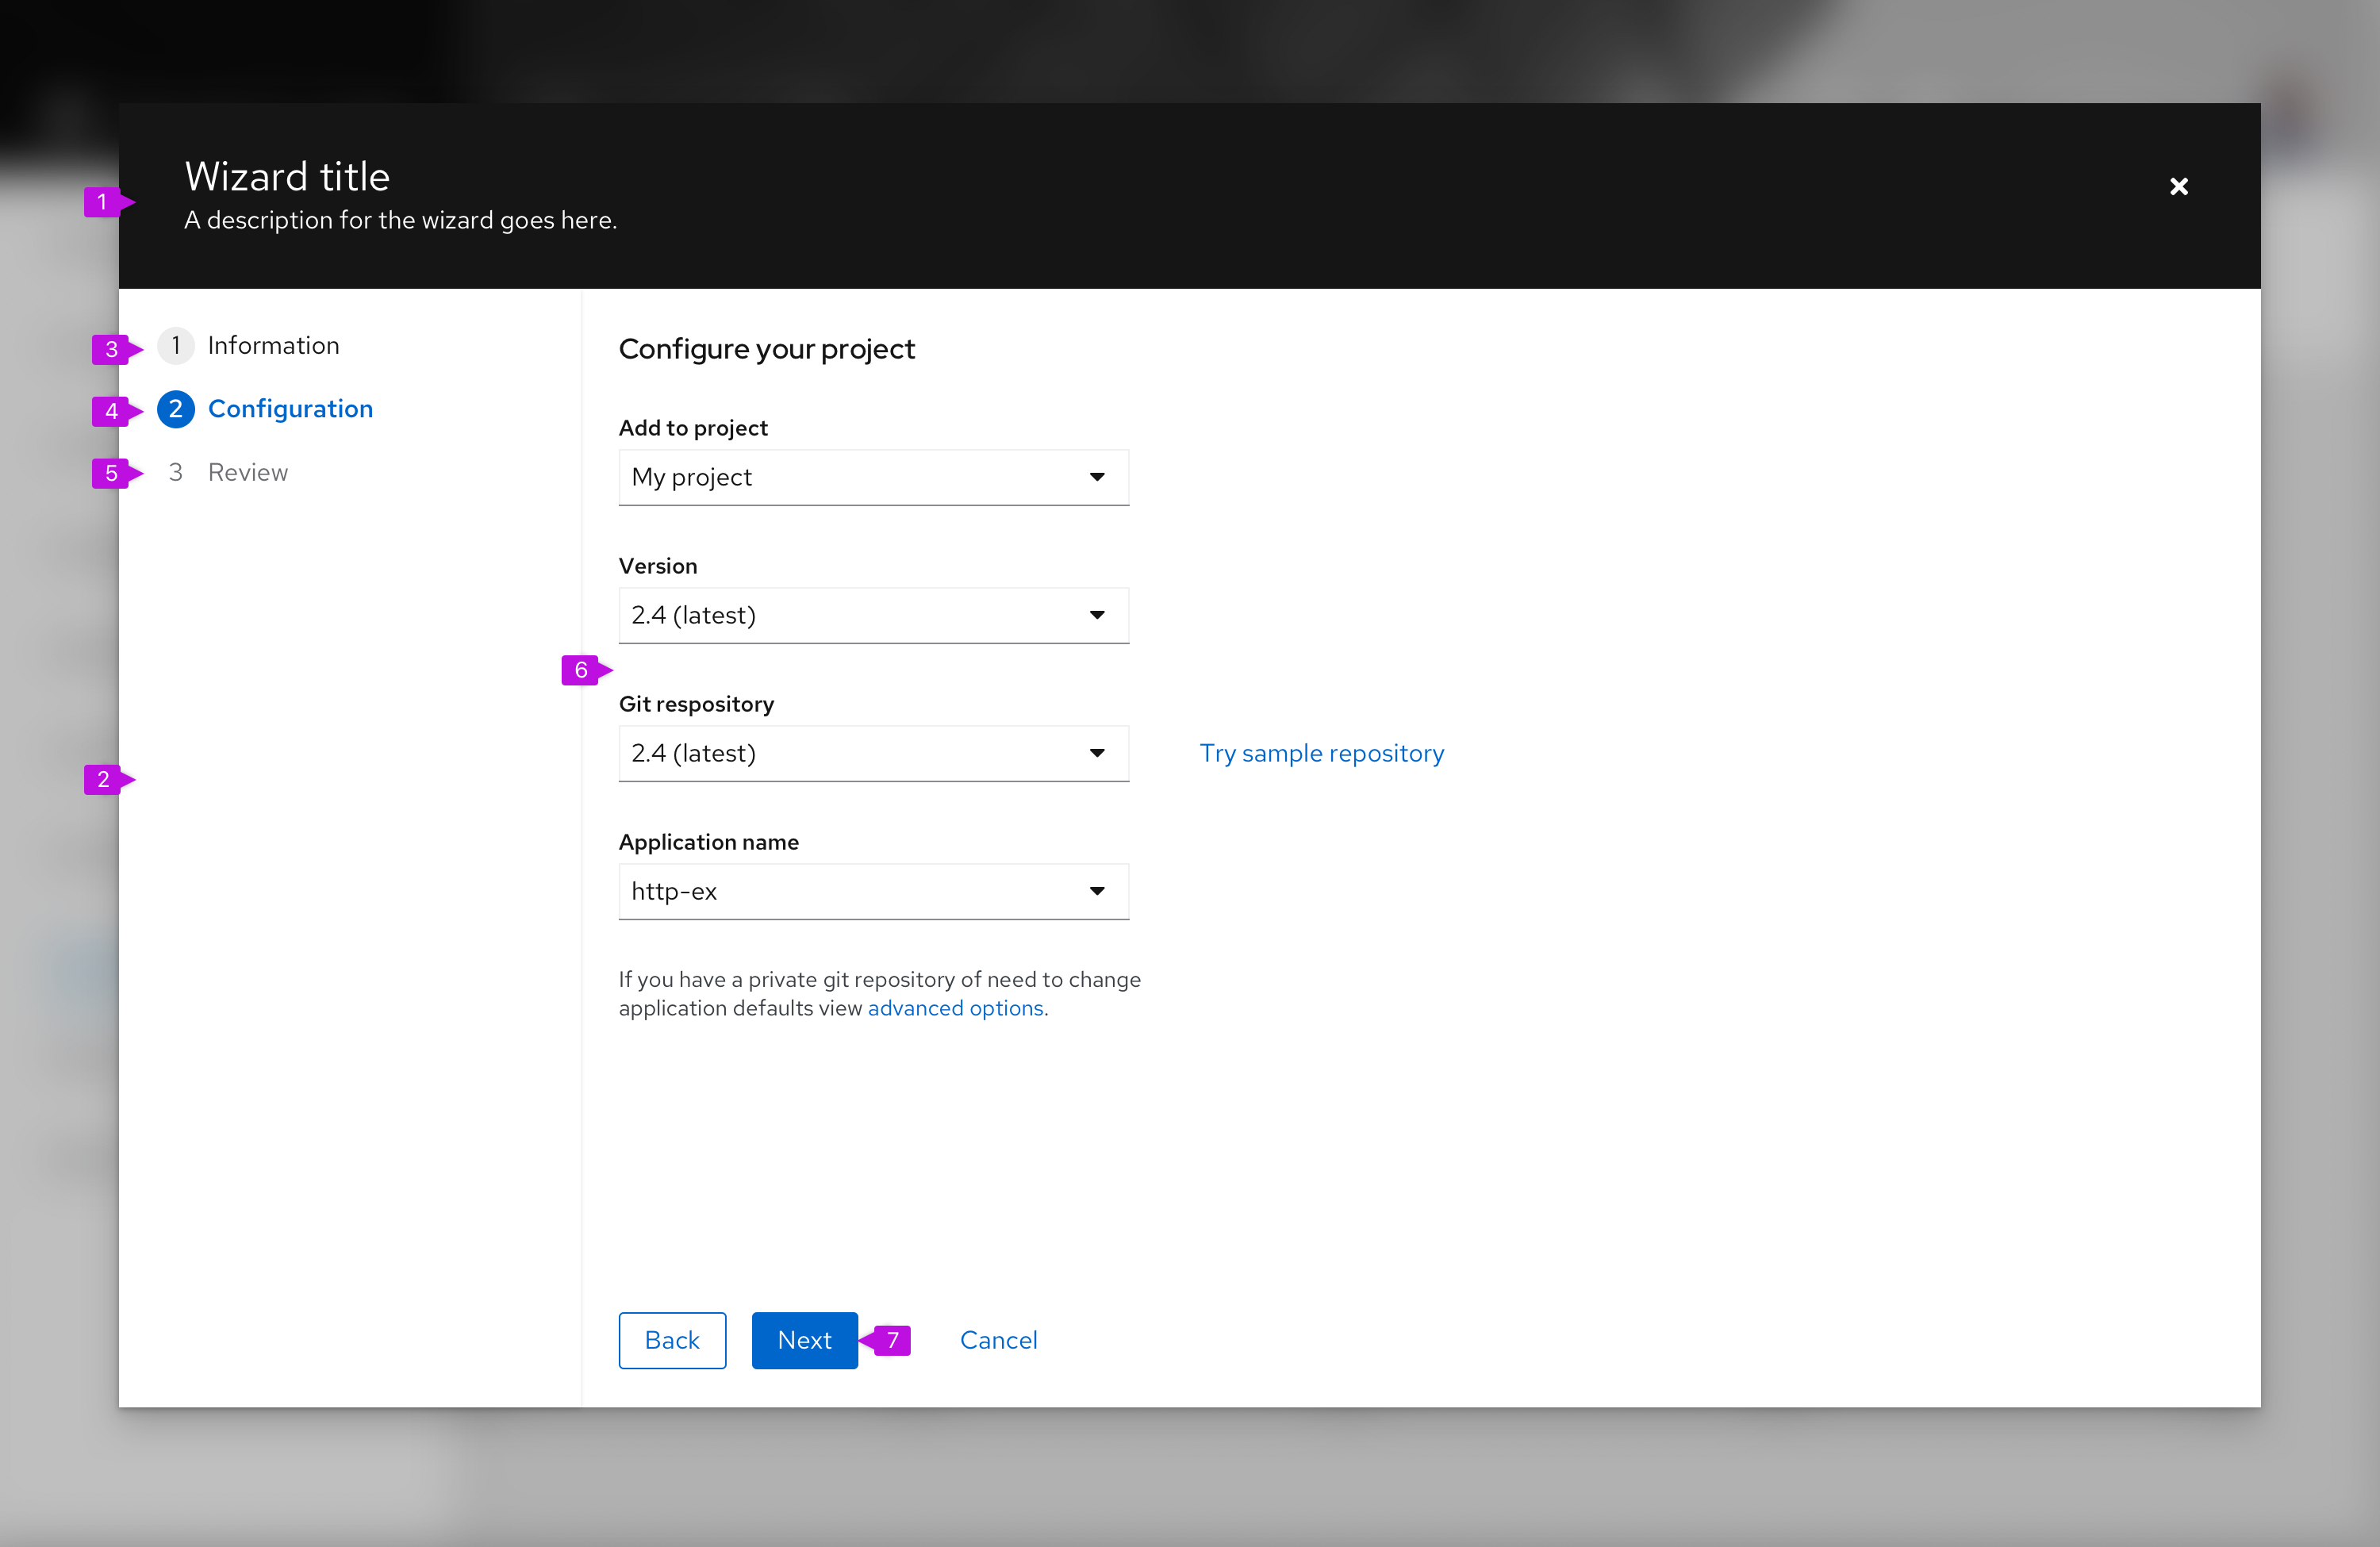 Wizard title
1
A description for the wizard goes here.
3
1 Information
4
2 Configuration
5
3 Review
2
Configure your project
Add to project
My project
Version
2.4 (latest)
6
Git respository
2.4 (latest)
Try sample repository
Application name
http-ex
If you have a private git repository of need to change
application defaults view advanced options.
Back
Next
7
Cancel